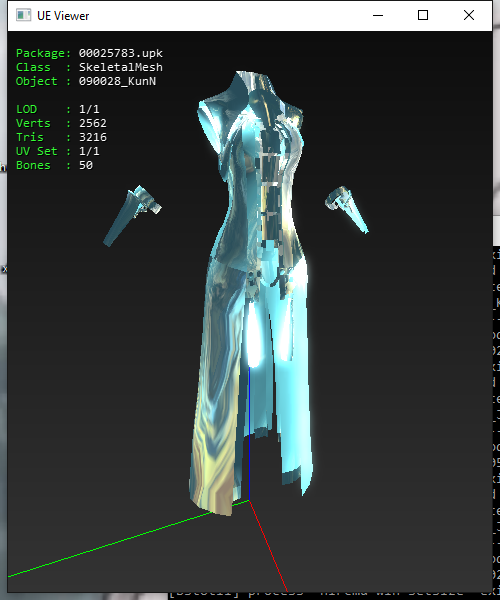 UE Viewer
Package: 00025783.upk
Class : SkeletalMesh
Object : 090028_KunN
LOD : 1/1
Verts : 2562
Tris : 3216
UV Set : 1/1
Bones : 50